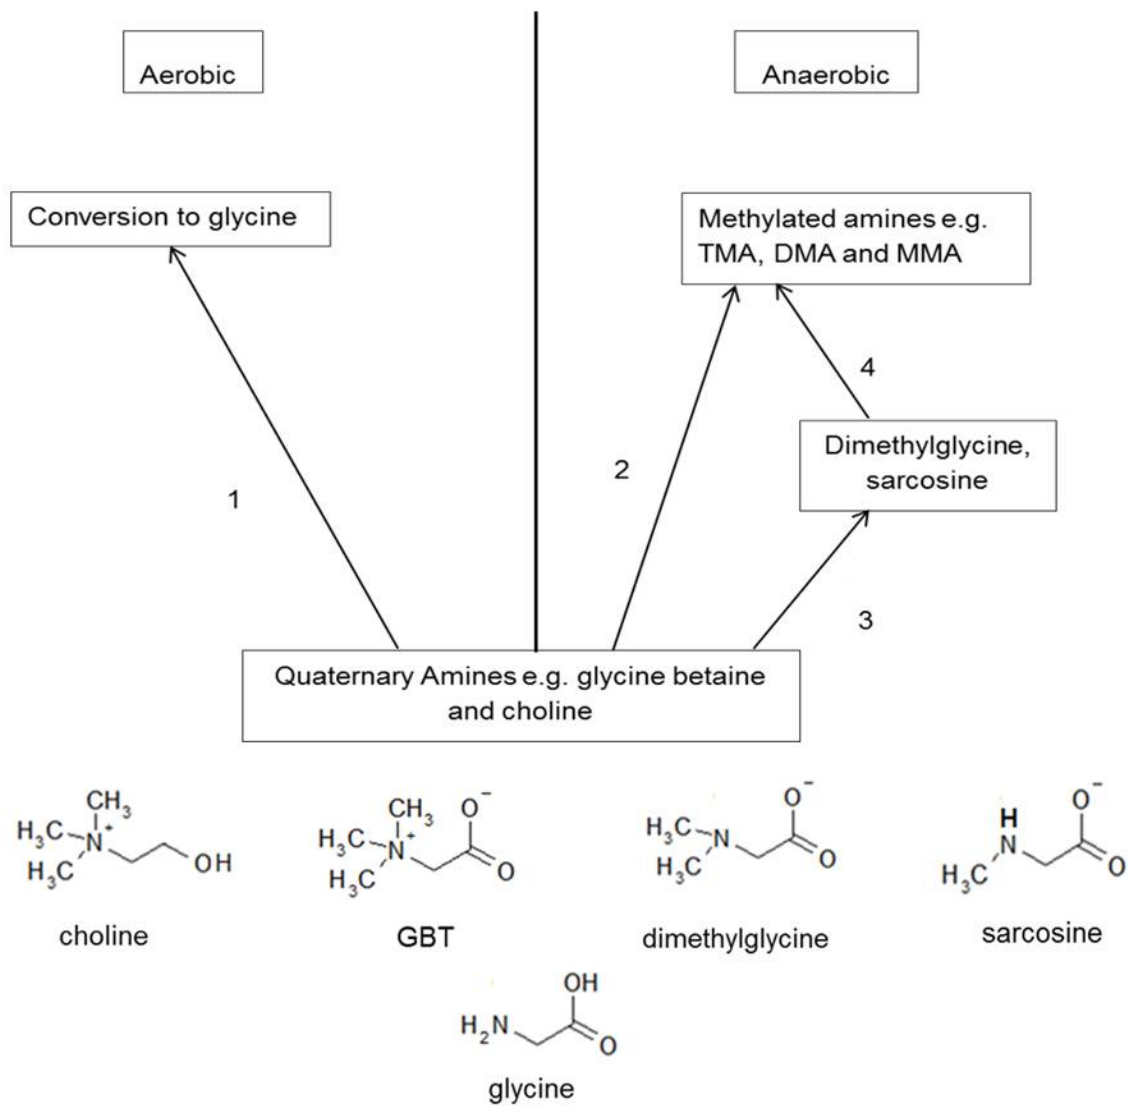 Aerobic
Anaerobic
Conversion to glycine
Methylated amines e.g.
TMA, DMA and MMA
4
Dimethylglycine,
sarcosine
2
1
3
Quaternary Amines e.g. glycine betaine
and choline
CH3
H3C
N+
H3C
OH
choline
CH3
O−
H3C
N+
H3C
O
GBT
O−
H3C
N
H3C
O
dimethylglycine
H
O−
N
H3C
O
sarcosine
OH
H2N
O
glycine